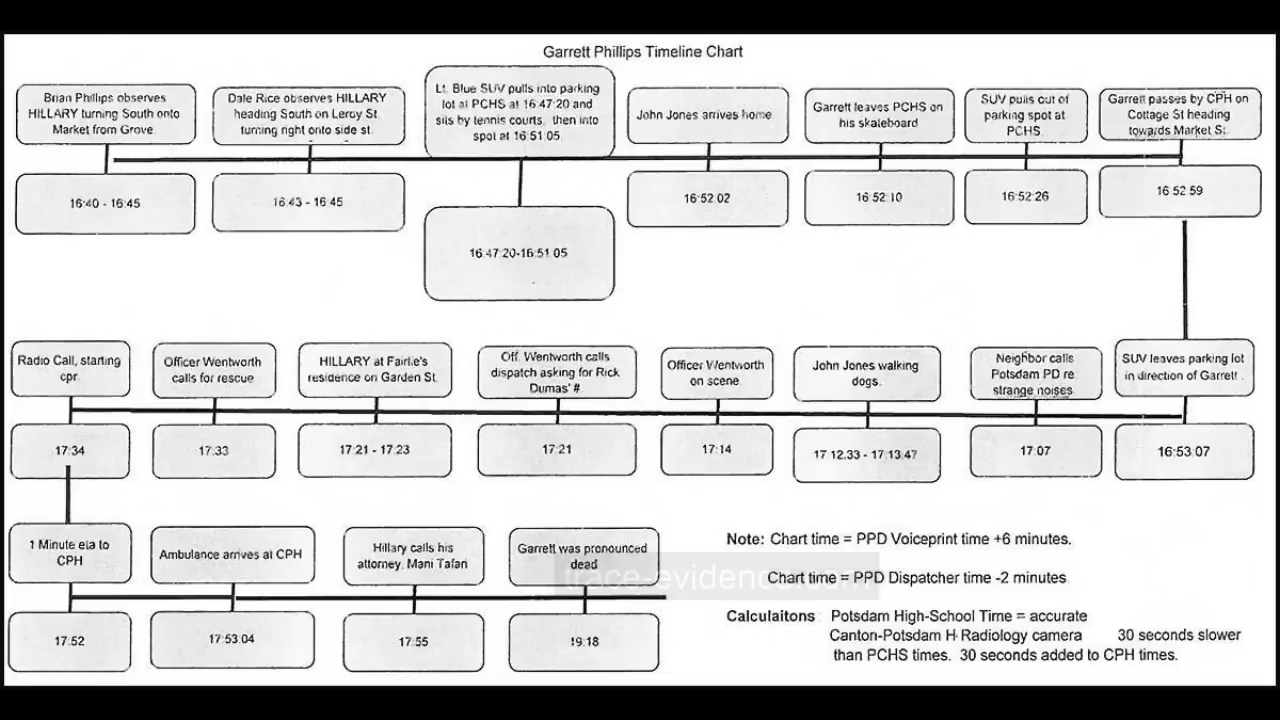 Garrett Phillips Timeline Chart
Brian Phillips observes
HILLARY turning South onto
Market from Grove.
16:40 - 16:45
Dale Rice observes HILLARY
heading South on Leroy St.
turning right onto side st.
16:43 - 16:45
Lt. Blue SUV pulls into parking
lot at PCHS at 16:47:20 and
sits by tennis courts, then into
spot at 16:51:05.
16:47:20-16:51:05
John Jones arrives home.
16:52:02
Garrett leaves PCHS on
his skateboard
16:52:10
SUV pulls out of
parking spot at
PCHS.
16:52:26
Garrett passes by CPH on
Cottage St heading
towards Market St.
16:52:59
Radio Call, starting
cpr.
17:34
Officer Wentworth
calls for rescue
17:33
HILLARY at Fairlie's
residence on Garden St.
17:21 - 17:23
Off. Wentworth calls
dispatch asking for Rick
Dumas' #.
17:21
Officer Wentworth
on scene.
17:14
John Jones walking
dogs.
17:12:33 - 17:13:47
Neighbor calls
Potsdam PD re:
strange noises
17:07
SUV leaves parking lot
in direction of Garrett.
16:53:07
1 Minute eta to
CPH
17:52
Ambulance arrives at CPH
17:53:04
Hillary calls his
attorney, Mani Tafari
17:55
Garrett was pronounced
dead
19:18
trace-evidence.com
Note: Chart time = PPD Voiceprint time +6 minutes.
Chart time = PPD Dispatcher time -2 minutes
Calculaitons: Potsdam High-School Time = accurate
Canton-Potsdam H Radiology camera 30 seconds slower
than PCHS times. 30 seconds added to CPH times.